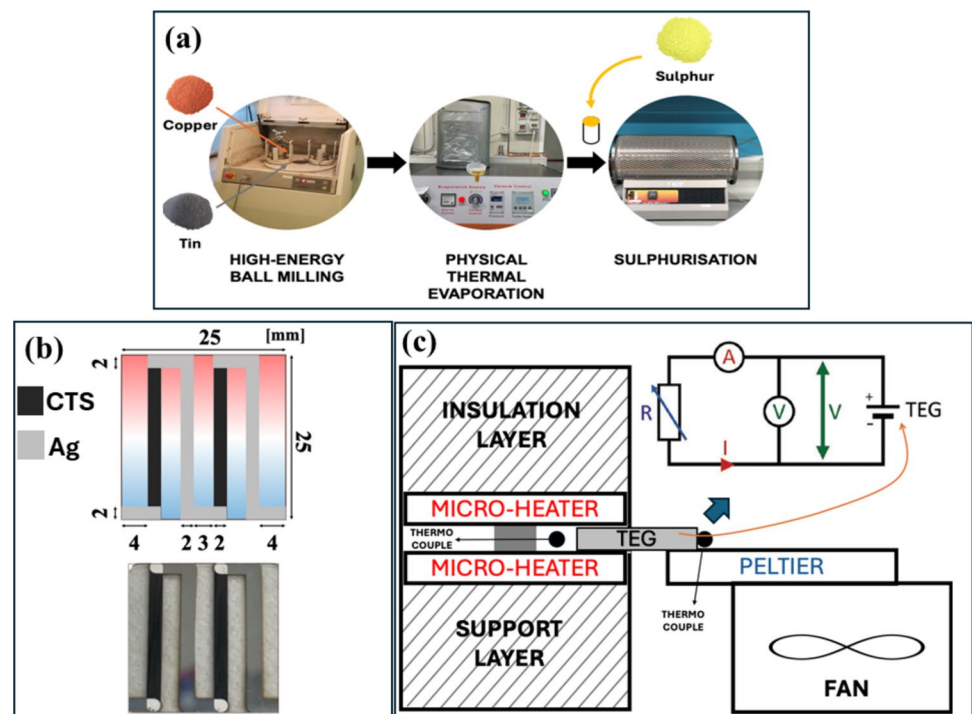 (a)
Copper
Tin
Sulphur
HIGH-ENERGY
BALL MILLING
PHYSICAL
THERMAL
EVAPORATION
SULPHURISATION
(b)
25
[mm]
2
CTS
Ag
25
2
4
2
3
2
4
(c)
INSULATION
LAYER
MICRO-HEATER
THERMO
COUPLE
TEG
MICRO-HEATER
SUPPORT
LAYER
A
R
V
V
+
-
TEG
I
PELTIER
THERMO
COUPLE
FAN